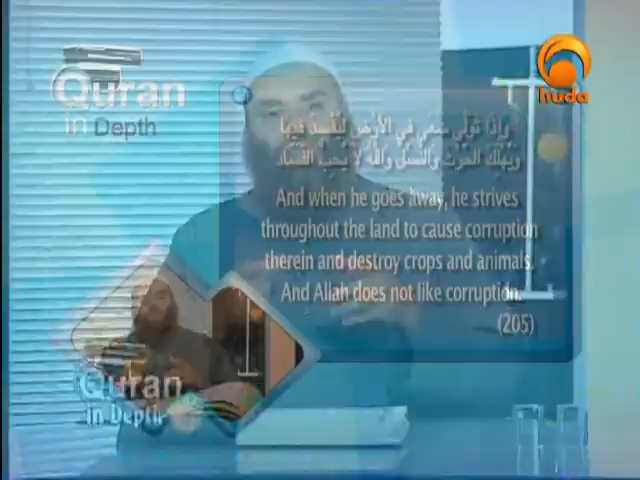 Quran
in Depth
huda
وَإِذَا تَوَلَّى سَعَى فِي الْأَرْضِ لِيُفْسِدَ فِيهَا
وَيُهْلِكَ الْحَرْثَ وَالنَّسْلَ وَاللَّهُ لَا يُحِبُّ الْفَسَادَ
And when he goes away, he strives
throughout the land to cause corruption
therein and destroy crops and animals.
And Allah does not like corruption.
(205)
Quran
in Depth